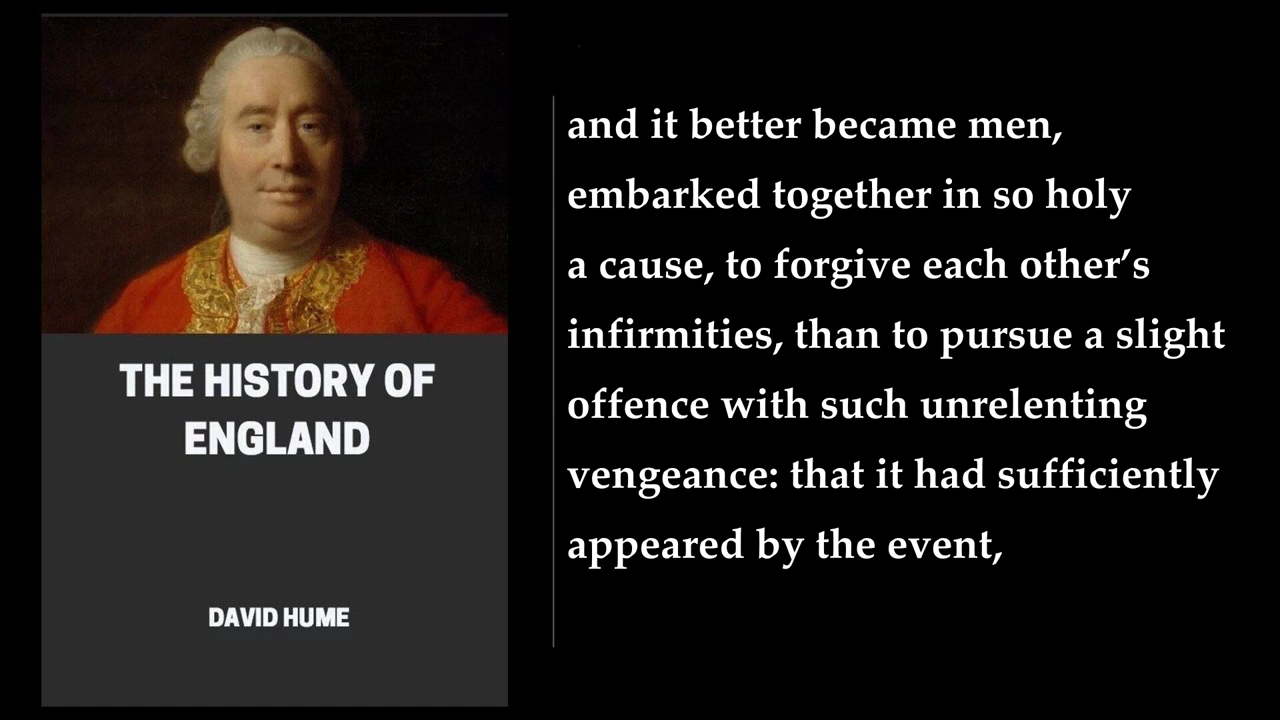 THE HISTORY OF
ENGLAND
DAVID HUME
and it better became men,
embarked together in so holy
a cause, to forgive each other’s
infirmities, than to pursue a slight
offence with such unrelenting
vengeance: that it had sufficiently
appeared by the event,